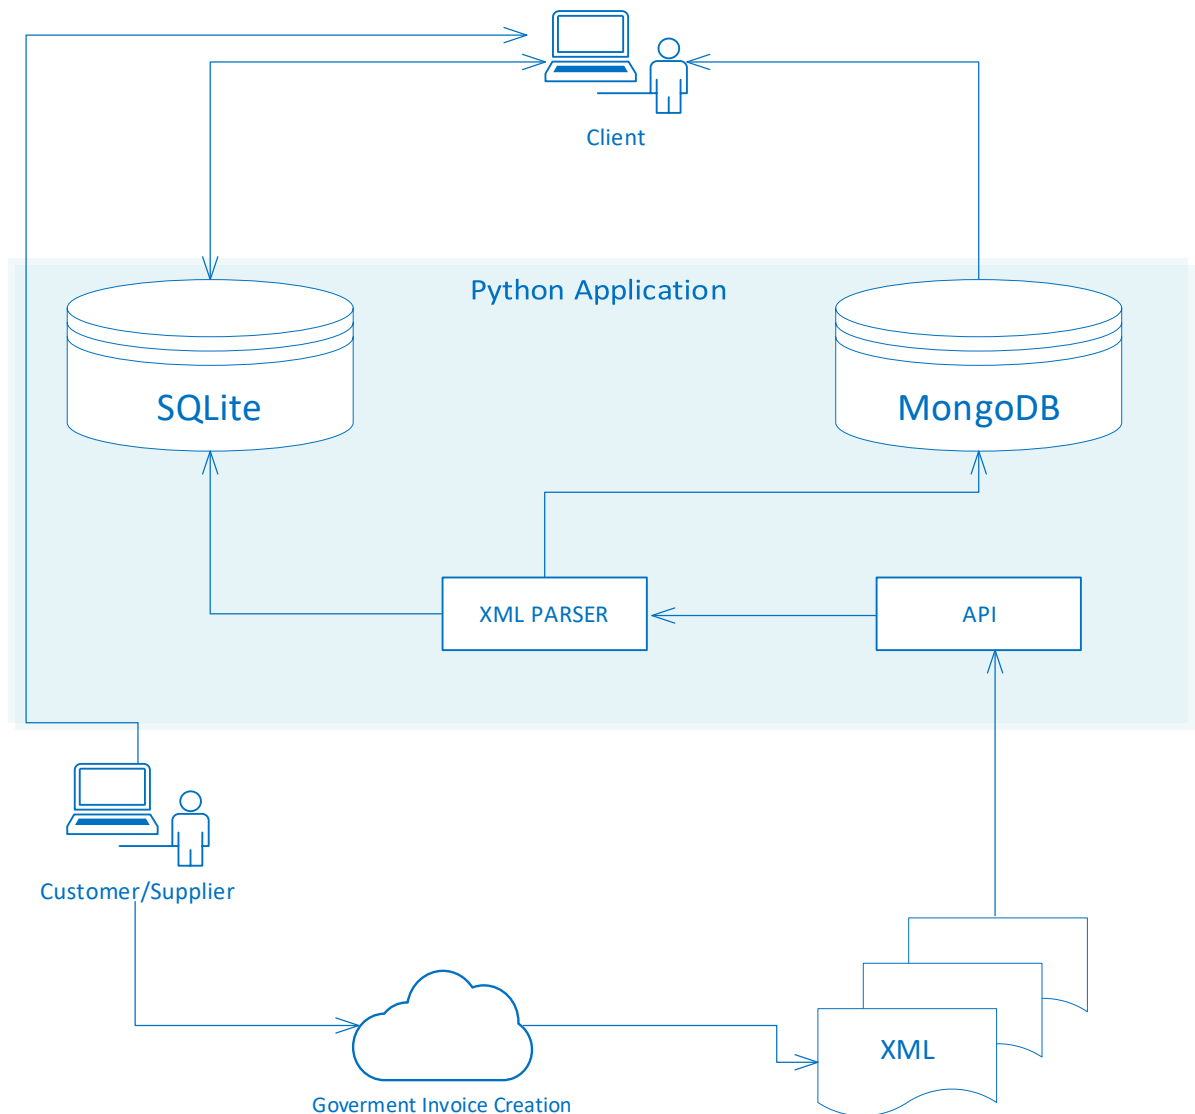 Client
Python Application
SQLite
MongoDB
XML PARSER
API
Customer/Supplier
XML
Goverment Invoice Creation